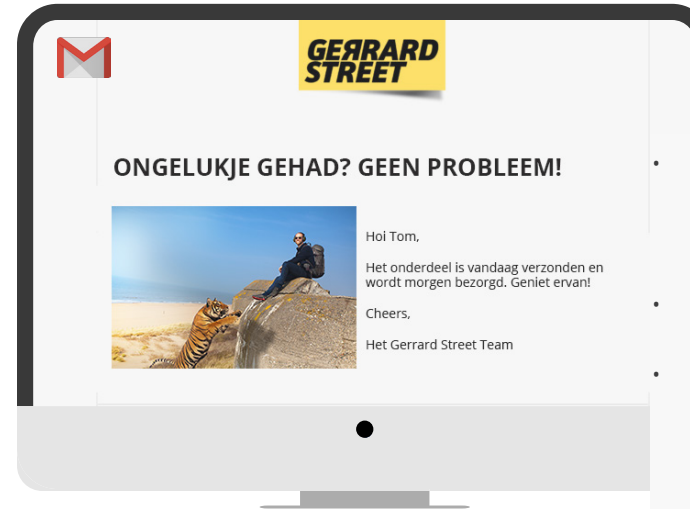 GERRARD
STREET
ONGELUKJE GEHAD? GEEN PROBLEEM!
Hoi Tom,
Het onderdeel is vandaag verzonden en
wordt morgen bezorgd. Geniet ervan!
Cheers,
Het Gerrard Street Team